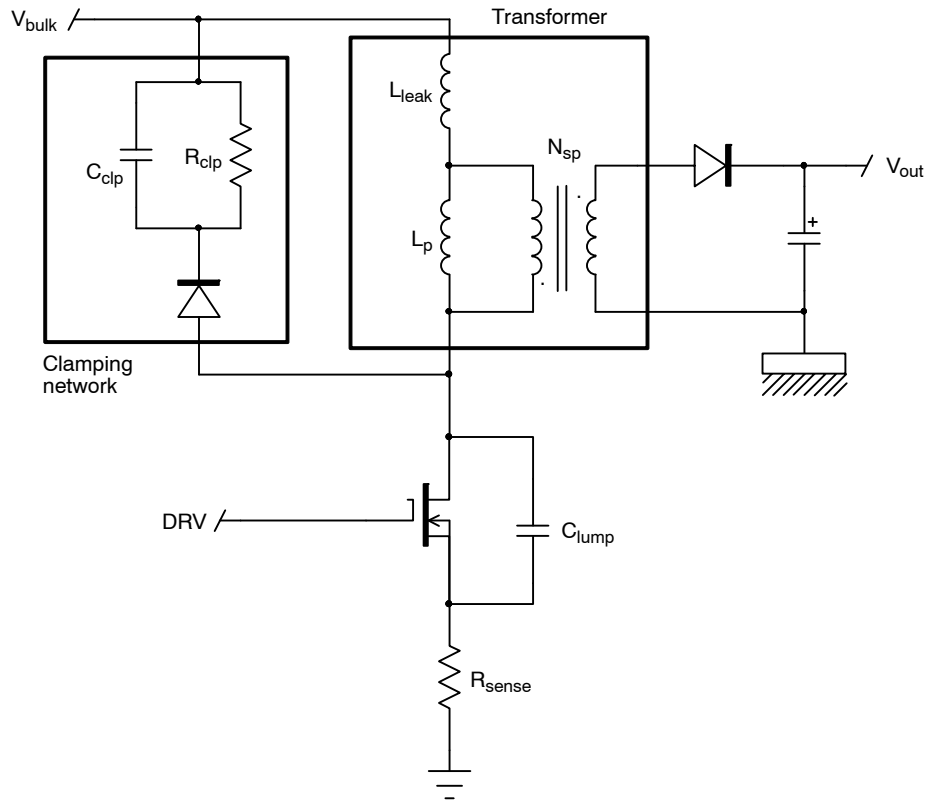 Transformer
V_bulk
L_leak
N_sp
C_clp
R_clp
V_out
L_p
+
Clamping
network
DRV
C_lump
R_sense